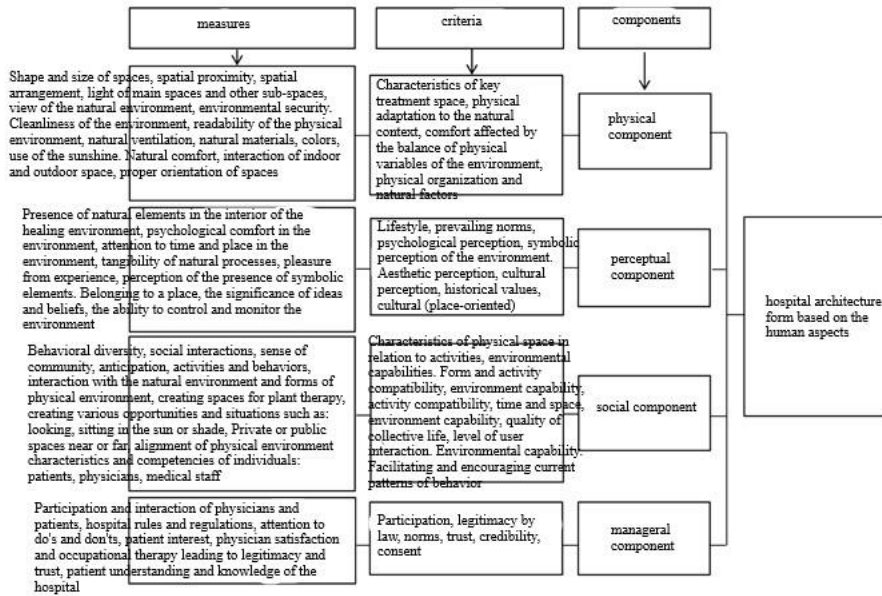 measures
criteria
components
Shape and size of spaces, spatial proximity, spatial
arrangement, light of main spaces and other sub-spaces,
view of the natural environment, environmental security.
Cleanliness of the environment, readability of the physical
environment, natural ventilation, natural materials, colors,
use of the sunshine. Natural comfort, interaction of indoor
and outdoor space, proper orientation of spaces
Characteristics of key
treatment space, physical
adaptation to the natural
context, comfort affected by
the balance of physical
variables of the environment,
physical organization and
natural factors
physical
component
Presence of natural elements in the interior of the
healing environment, psychological comfort in the
environment, attention to time and place in the
environment, tangibility of natural processes, pleasure
from experience, perception of the presence of symbolic
elements. Belonging to a place, the significance of ideas
and beliefs, the ability to control and monitor the
environment
Lifestyle, prevailing norms,
psychological perception, symbolic
perception of the environment.
Aesthetic perception, cultural
perception, historical values,
cultural (place-oriented)
perceptual
component
hospital architecture
form based on the
human aspects
Behavioral diversity, social interactions, sense of
community, anticipation, activities and behaviors,
interaction with the natural environment and forms of
physical environment, creating spaces for plant therapy,
creating various opportunities and situations such as:
looking, sitting in the sun or shade, Private or public
spaces near or far, alignment of physical environment
characteristics and competencies of individuals:
patients, physicians, medical staff
Characteristics of physical space in
relation to activities, environmental
capabilities. Form and activity
compatibility, environment capability,
activity compatibility, time and space,
environment capability, quality of
collective life, level of user
interaction. Environmental capability.
Facilitating and encouraging current
patterns of behavior
social component
Participation and interaction of physicians and
patients, hospital rules and regulations, attention to
do's and don'ts, patient interest, physician satisfaction
and occupational therapy leading to legitimacy and
trust, patient understanding and knowledge of the
hospital
Participation, legitimacy by
law, norms, trust, credibility,
consent
manageral
component